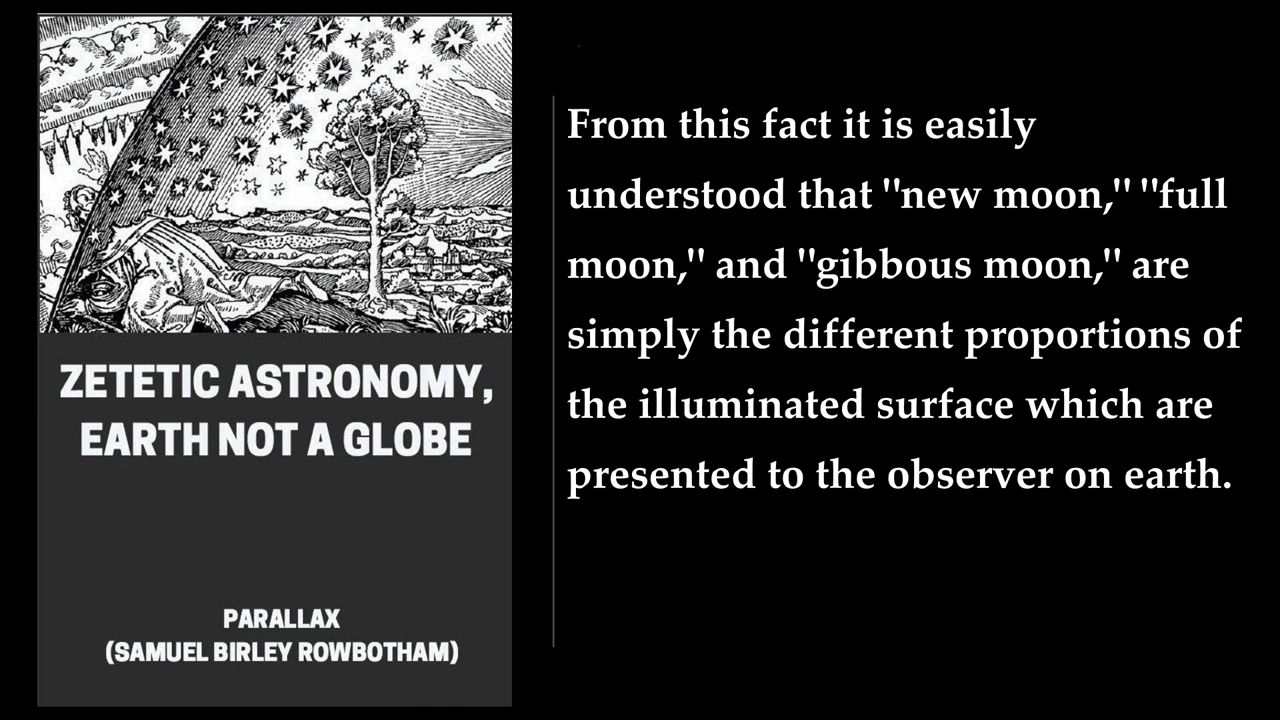 ZETETIC ASTRONOMY,
EARTH NOT A GLOBE
PARALLAX
(SAMUEL BIRLEY ROWBOTHAM)
From this fact it is easily
understood that "new moon," "full
moon," and "gibbous moon," are
simply the different proportions of
the illuminated surface which are
presented to the observer on earth.